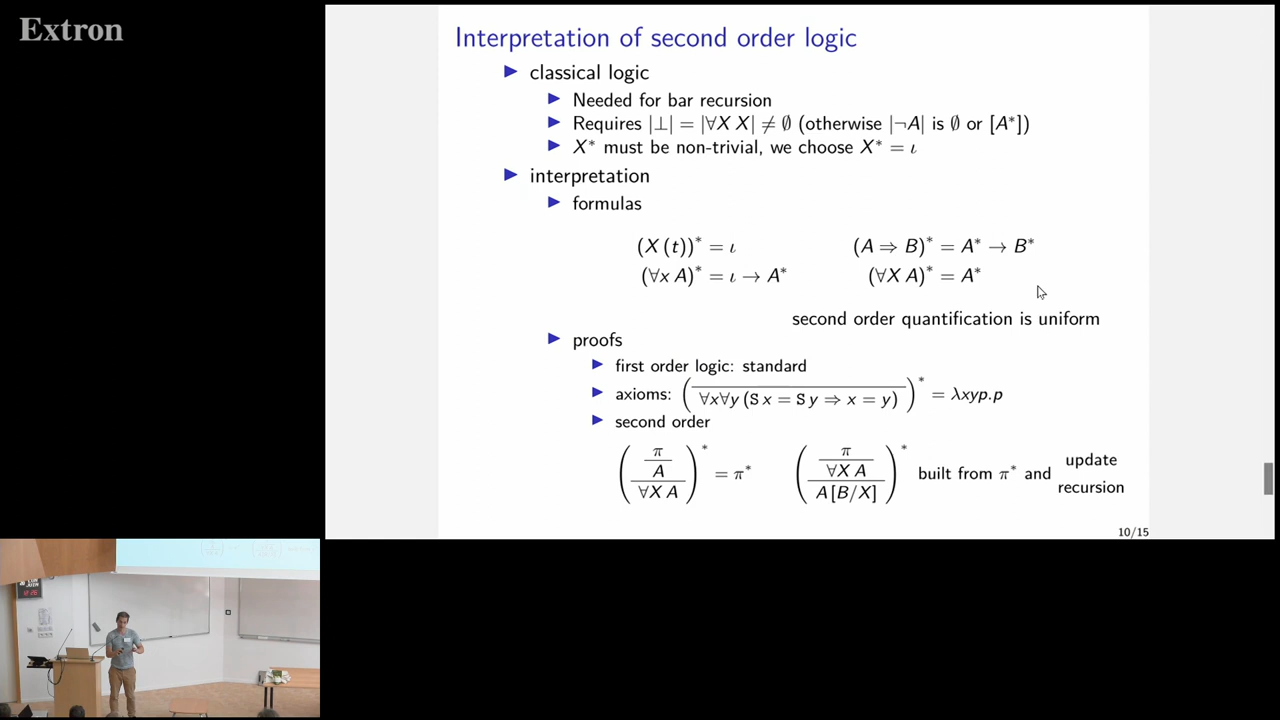 Extron
Interpretation of second order logic
▶ classical logic
▶ Needed for bar recursion
▶ Requires |⊥| = |∀X X| ≠ ∅ (otherwise |¬A| is ∅ or [A*])
▶ X* must be non-trivial, we choose X* = ι
▶ interpretation
▶ formulas
(X (t))* = ι (A ⇒ B)* = A* → B*
(∀x A)* = ι → A* (∀X A)* = A*
second order quantification is uniform
▶ proofs
▶ first order logic: standard
▶ axioms: ( ∀x∀y (S x = S y ⇒ x = y) )* = λxyp.p
▶ second order
( π / A / ∀X A )* = π* ( π / ∀X A / A [B/X] )* built from π* and update recursion
10/15